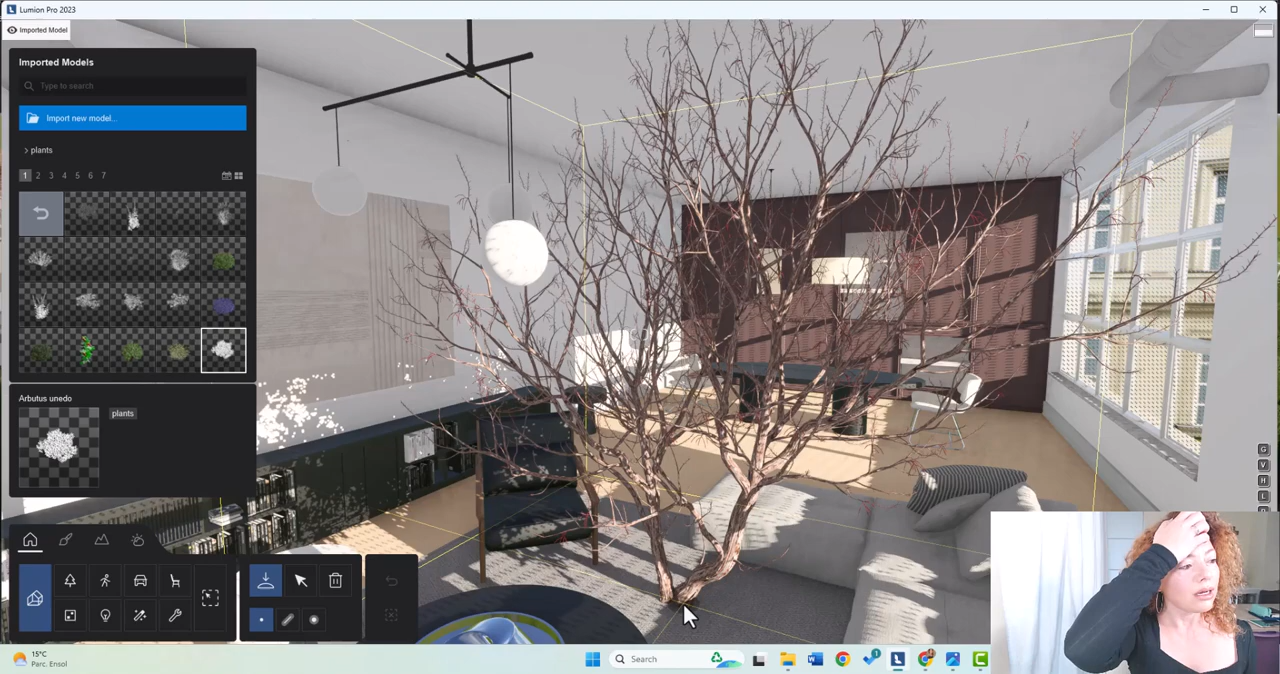 Lumion Pro 2023
Imported Model
Imported Models
Type to search
Import new model...
> plants
1 2 3 4 5 6 7
Arbutus unedo
plants
G
V
H
L
15°C
Parc. Ensol
Search
1